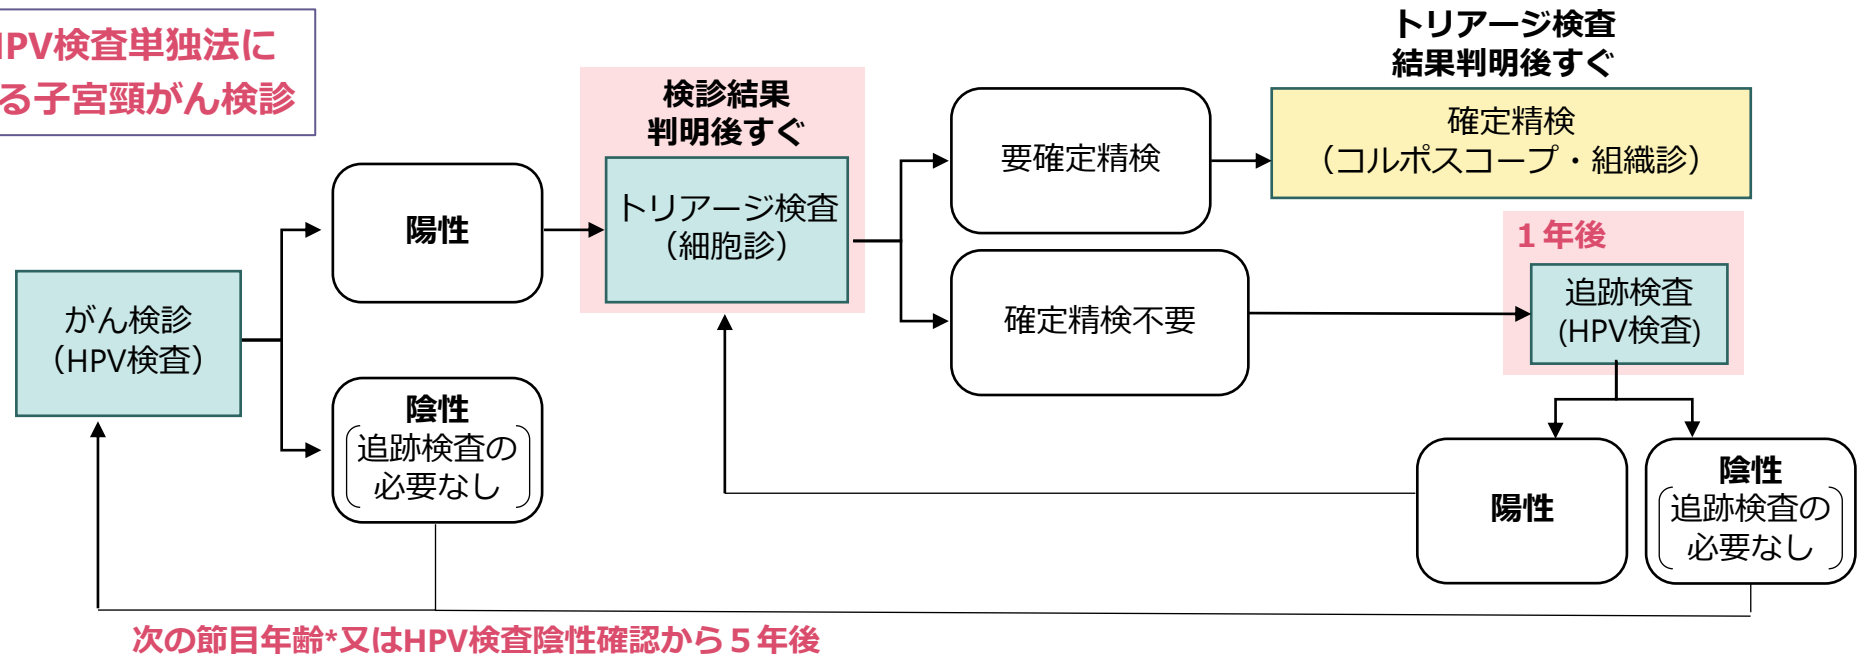 HPV検査単独法に
る子宮頸がん検診
がん検診
（HPV検査）
陽性
陰性
追跡検査の
必要なし
検診結果
判明後すぐ
トリアージ検査
（細胞診）
要確定精検
確定精検不要
トリアージ検査
結果判明後すぐ
確定精検
（コルポスコープ・組織診）
１年後
追跡検査
(HPV検査)
陽性
陰性
追跡検査の
必要なし
次の節目年齢*又はHPV検査陰性確認から５年後